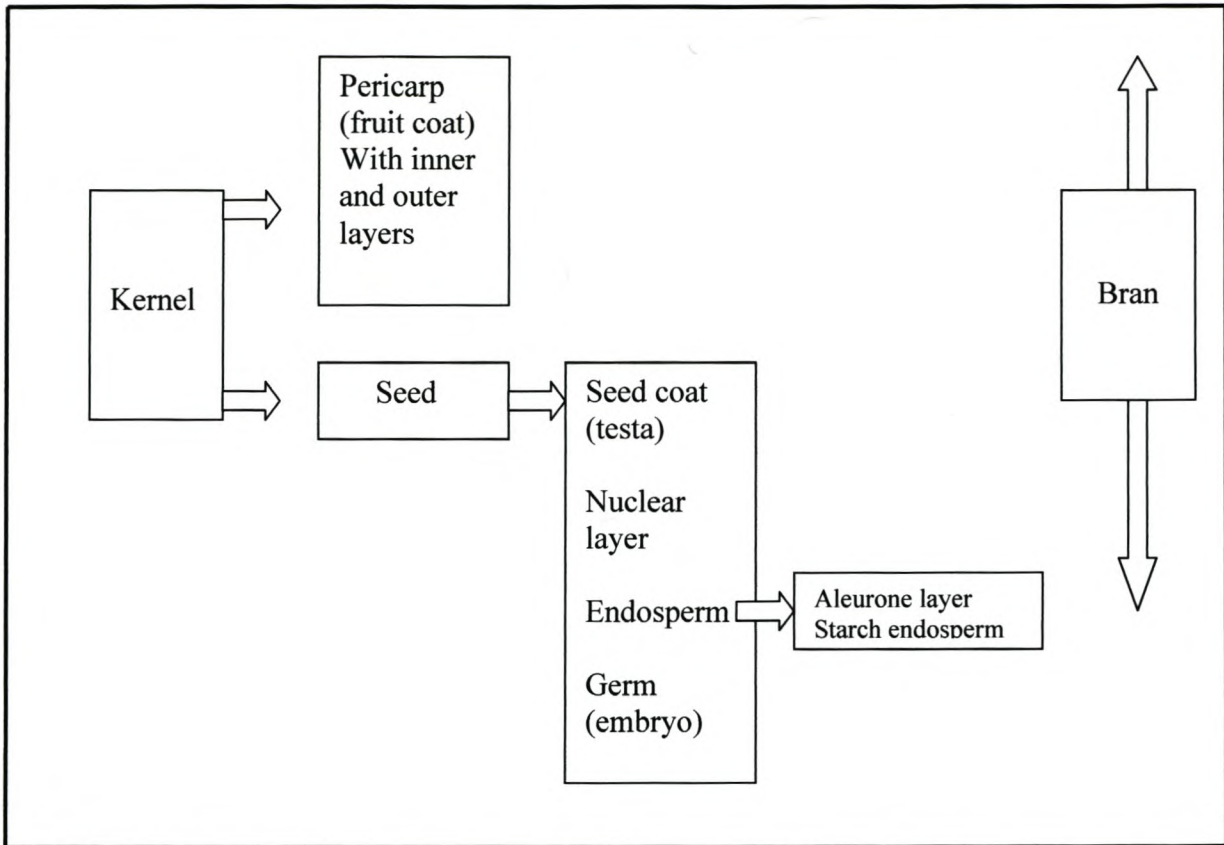 Pericarp
(fruit coat)
With inner
and outer
layers
Kernel
Bran
Seed
Seed coat
(testa)
Nuclear
layer
Endosperm
Germ
(embryo)
Aleurone layer
Starch endosperm